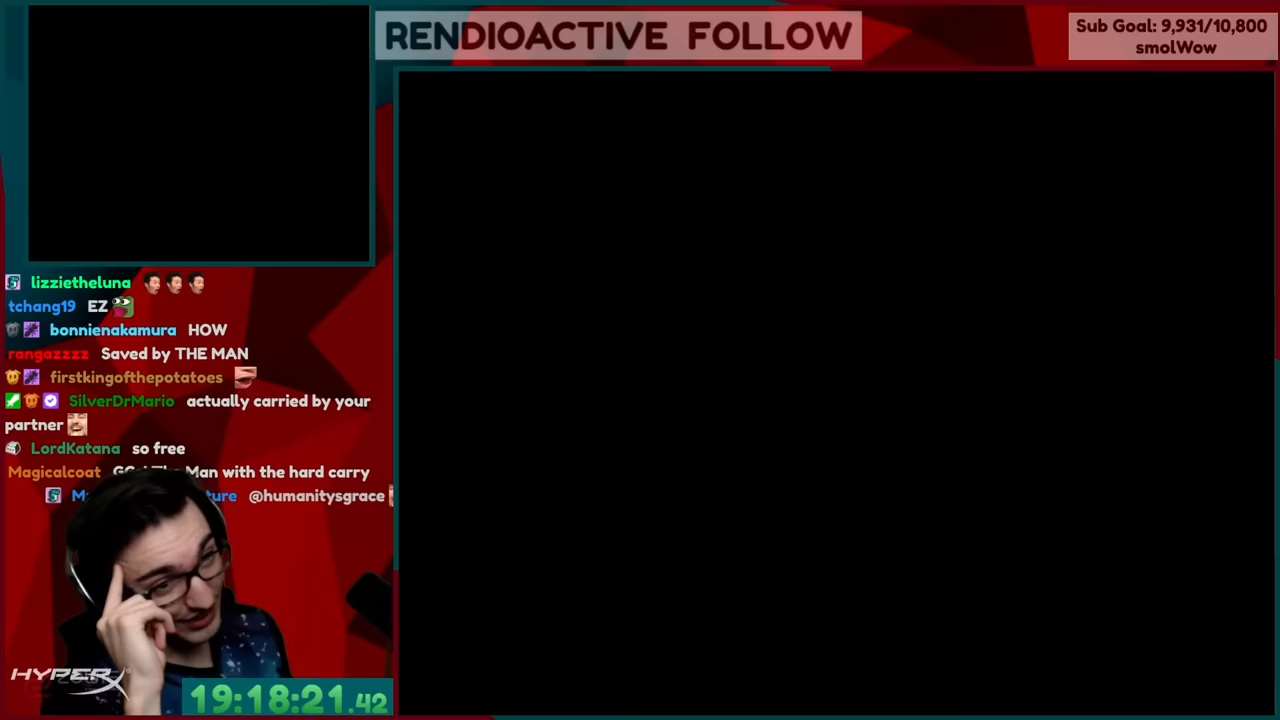 RENDIOACTIVE FOLLOW
Sub Goal: 9,931/10,800
smolWow
lizzietheluna
tchang19 EZ
bonnienakamura HOW
rangazzzz Saved by THE MAN
firstkingofthepotatoes
SilverDrMario actually carried by your
partner
LordKatana so free
Magicalcoat Man with the hard carry
@humanitysgrace
HYPERX
19:18:21.42